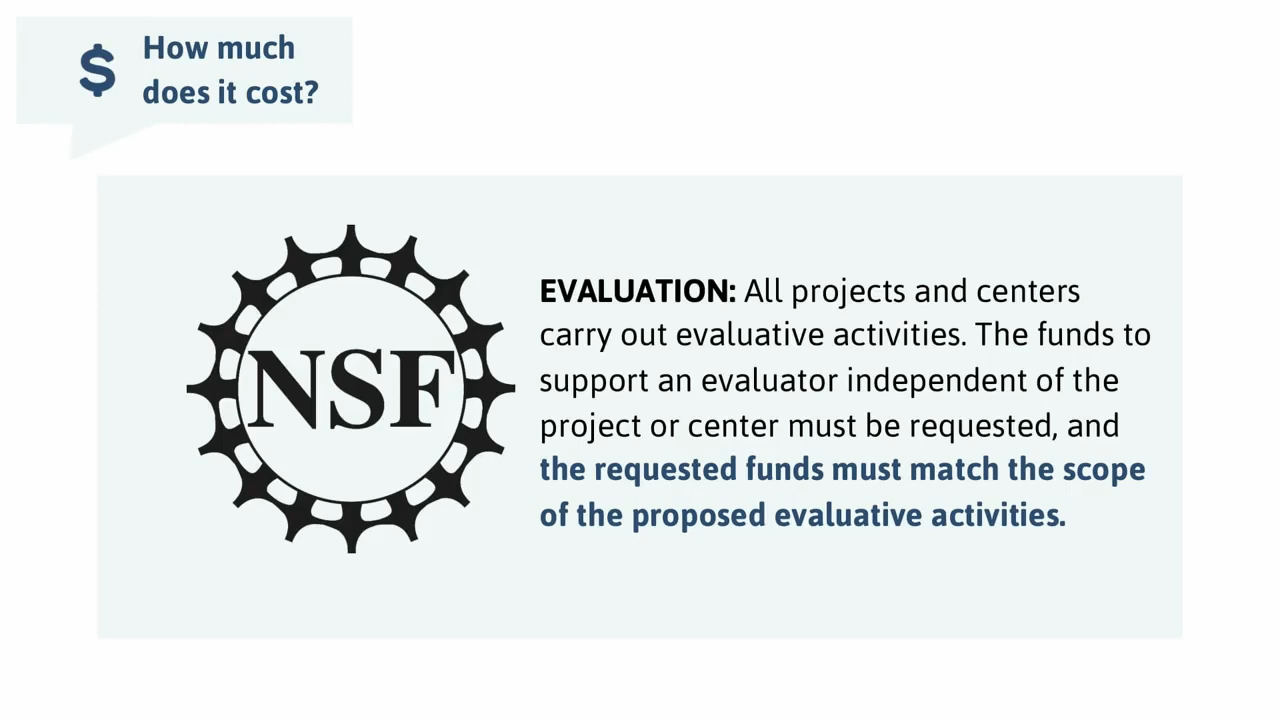 $
How much
does it cost?
NSF
EVALUATION: All projects and centers
carry out evaluative activities. The funds to
support an evaluator independent of the
project or center must be requested, and
the requested funds must match the scope
of the proposed evaluative activities.